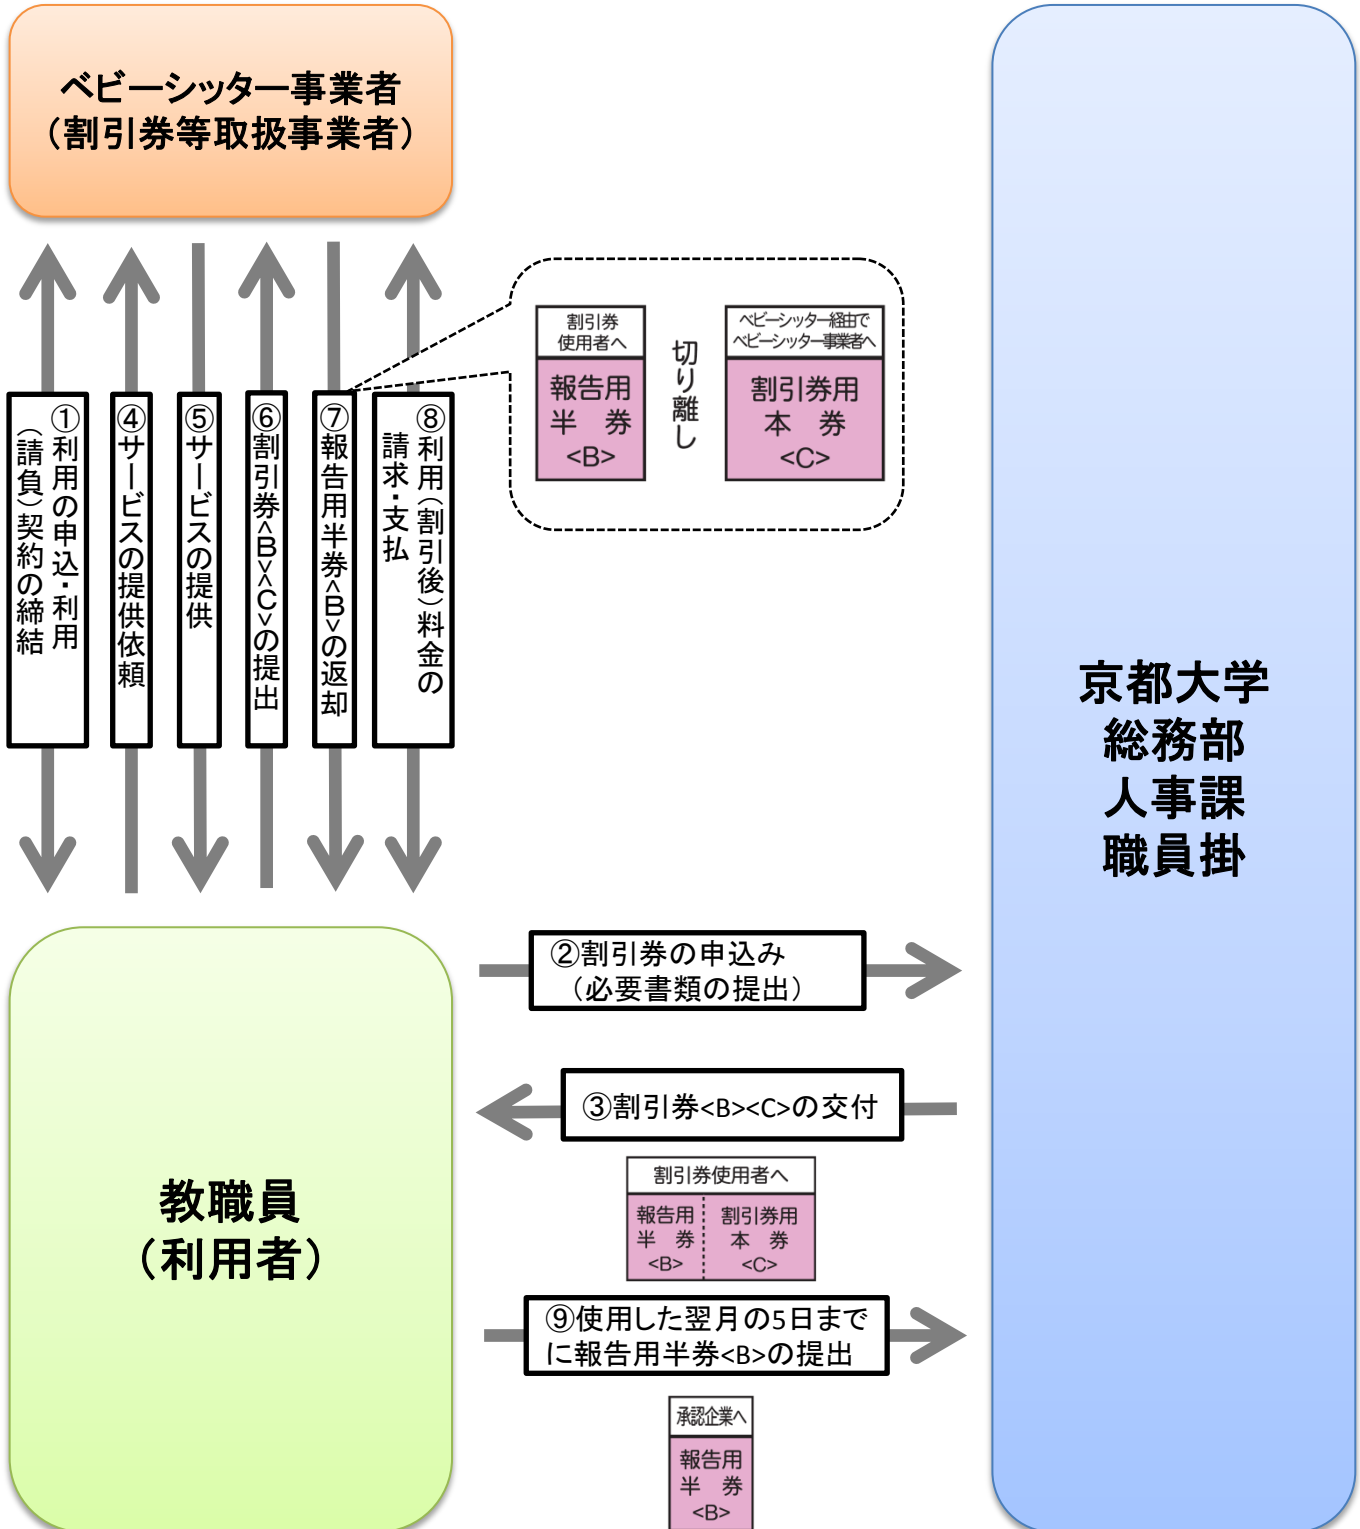 ベビーシッター事業者
（割引券等取扱事業者）
①利用の申込・利用
（請負）契約の締結
④サービスの提供依頼
⑤サービスの提供
⑥割引券<B><C>の提出
⑦報告用半券<B>の返却
⑧利用（割引後）料金の
請求・支払
割引券
使用者へ
報告用
半　券
<B>
切り離し
ベビーシッター経由で
ベビーシッター事業者へ
割引券用
本　券
<C>
京都大学
総務部
人事課
職員掛
②割引券の申込み
（必要書類の提出）
③割引券<B><C>の交付
割引券使用者へ
報告用
半　券
<B>
割引券用
本　券
<C>
教職員
（利用者）
⑨使用した翌月の5日まで
に報告用半券<B>の提出
承認企業へ
報告用
半　券
<B>